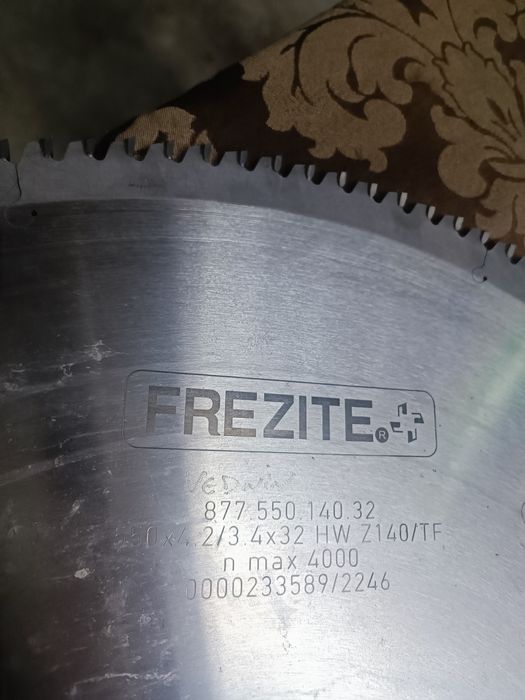 FREZITE®
877.550.140.32
550x4.2/3.4x32 HW Z140/TF
n max 4000
0000233589/2246